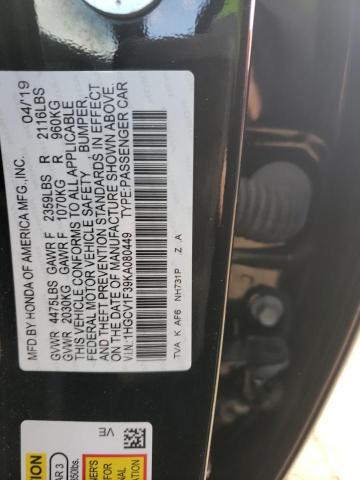 MFD.BY HONDA OF AMERICA MFG.,INC. 04/19
GVWR 4475LBS GAWR F 2359LBS R 2116LBS
GVWR 2030KG GAWR F 1070KG R 960KG
THIS VEHICLE CONFORMS TO ALL APPLICABLE
FEDERAL MOTOR VEHICLE SAFETY BUMPER,
AND THEFT PREVENTION STANDARDS IN EFFECT
ON THE DATE OF MANUFACTURE SHOWN ABOVE.
V.I.N.:1HGCV1F39KA080449 TYPE:PASSENGER CAR
TVA K AF6 NH731P Z A